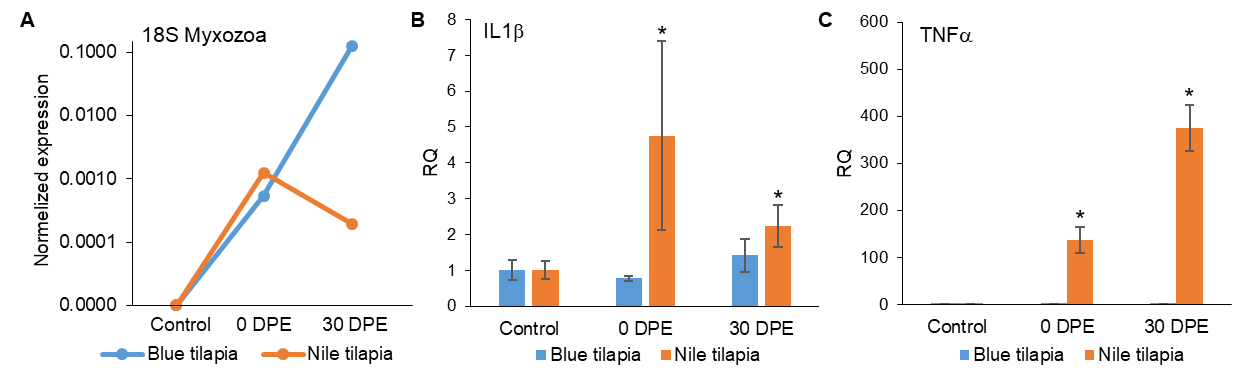 A
18S Myxozoa
Normelized expression
0.1000
0.0100
0.0010
0.0001
0.0000
Control
0 DPE
30 DPE
Blue tilapia
Nile tilapia
B
IL1β
RQ
8
7
6
5
4
3
2
1
0
*
*
Control
0 DPE
30 DPE
Blue tilapia
Nile tilapia
C
TNFα
RQ
600
500
400
300
200
100
0
*
*
Control
0 DPE
30 DPE
Blue tilapia
Nile tilapia